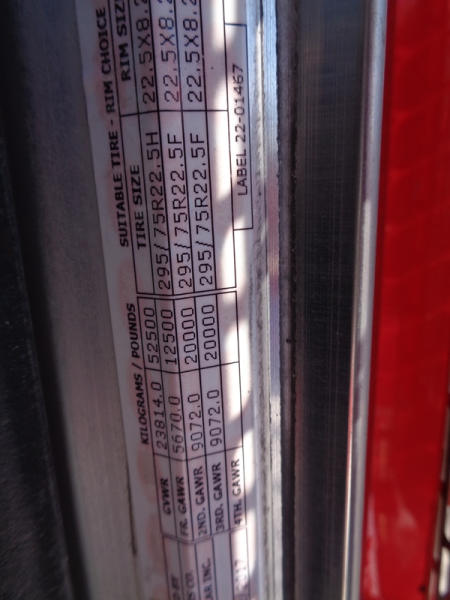 KILOGRAMS / POUNDS SUITABLE TIRE - RIM CHOICE
TIRE SIZE
GVWR 23814.0 52500 295/75R22.5H 22.5X8.2
FR. GAWR 5670.0 12500 295/75R22.5F 22.5X8.2
2ND. GAWR 9072.0 20000 295/75R22.5F 22.5X8.2
3RD. GAWR 9072.0 20000
4TH. GAWR
LABEL 22-01467